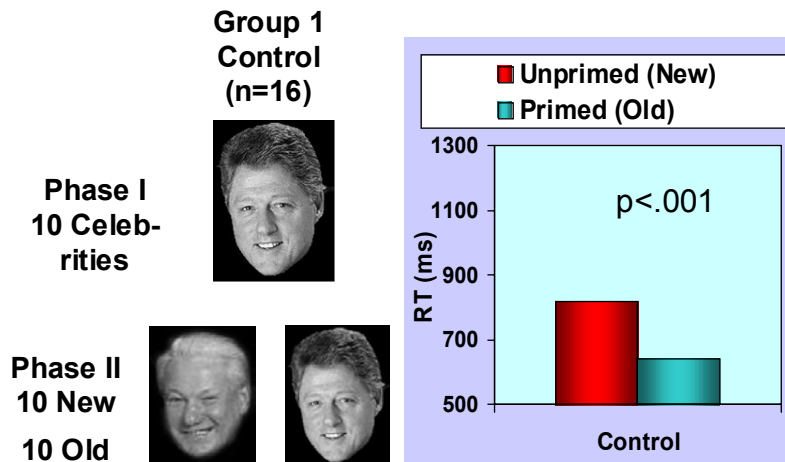 Group 1
Control
(n=16)
Phase I
10 Celeb-
rities
Phase II
10 New
10 Old
Unprimed (New)
Primed (Old)
1300
1100
900
700
500
RT (ms)
p<.001
Control